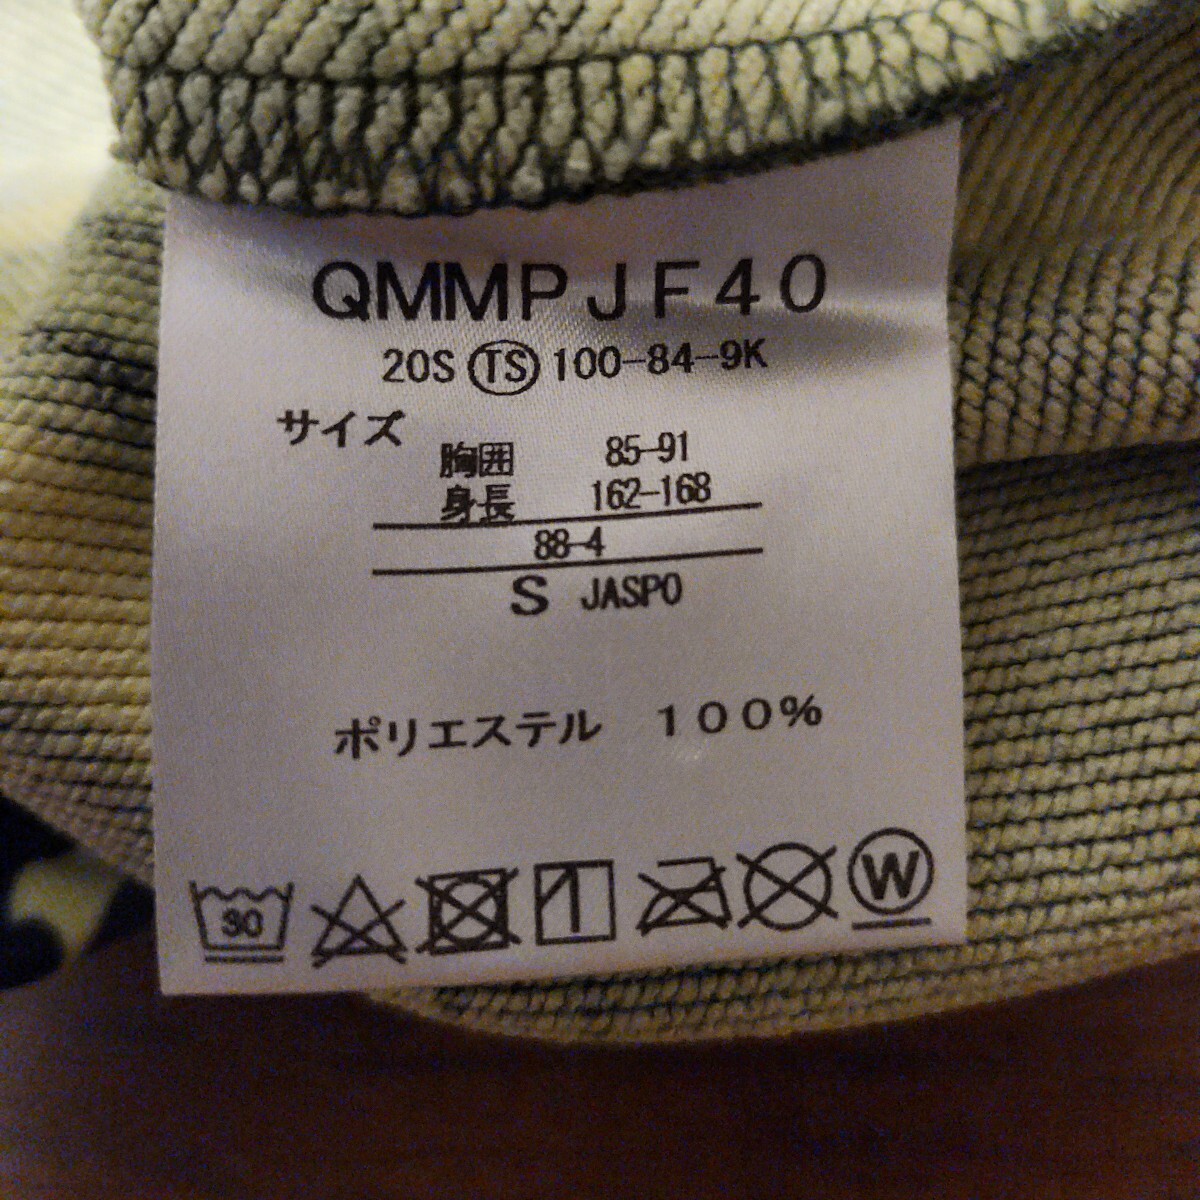 QMMPJF40
20S TS 100-84-9K
サイズ
胸囲 85-91
身長 162-168
88-4
S JASPO
ポリエステル 100%
30
W